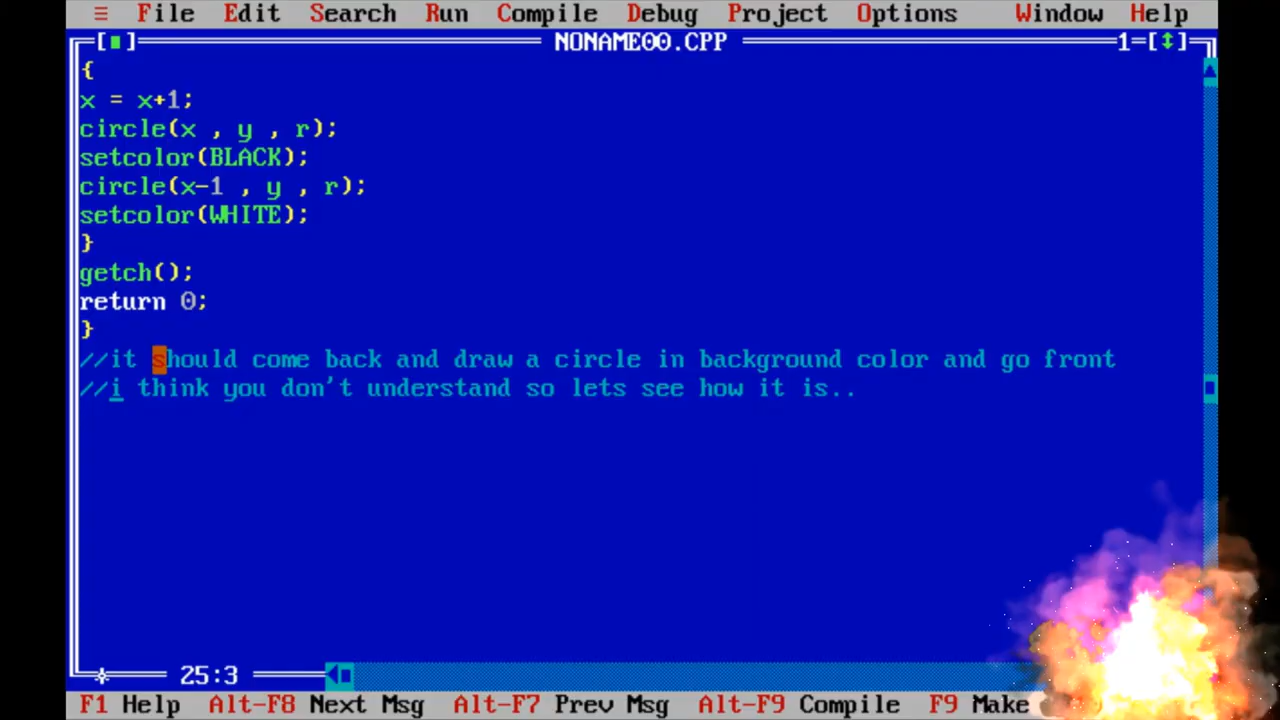 ≡ File Edit Search Run Compile Debug Project Options Window Help
[■] NONAME00.CPP 1=[↕]
{
x = x+1;
circle(x , y , r);
setcolor(BLACK);
circle(x-1 , y , r);
setcolor(WHITE);
}
getch();
return 0;
}
//it should come back and draw a circle in background color and go front
//i think you don't understand so lets see how it is..
25:3
F1 Help Alt-F8 Next Msg Alt-F7 Prev Msg Alt-F9 Compile F9 Make